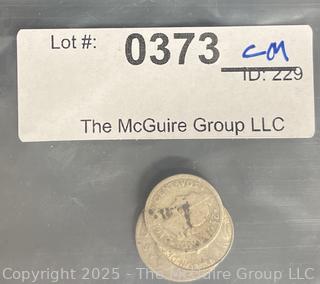 Lot #: 0373 CM
ID: 229
The McGuire Group LLC
Copyright © 2025 - The McGuire Group LLC